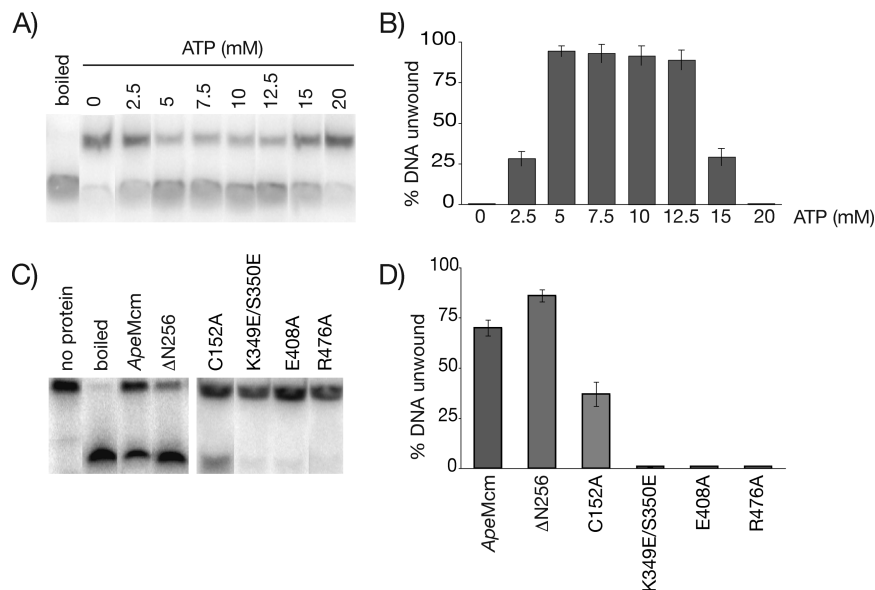 A)
ATP (mM)
boiled
0 2.5 5 7.5 10 12.5 15 20
B)
% DNA unwound
100
75
50
25
0
0 2.5 5 7.5 10 12.5 15 20 ATP (mM)
C)
no protein
boiled
ApeMcm
ΔN256
C152A
K349E/S350E
E408A
R476A
D)
% DNA unwound
100
75
50
25
0
ApeMcm
ΔN256
C152A
K349E/S350E
E408A
R476A